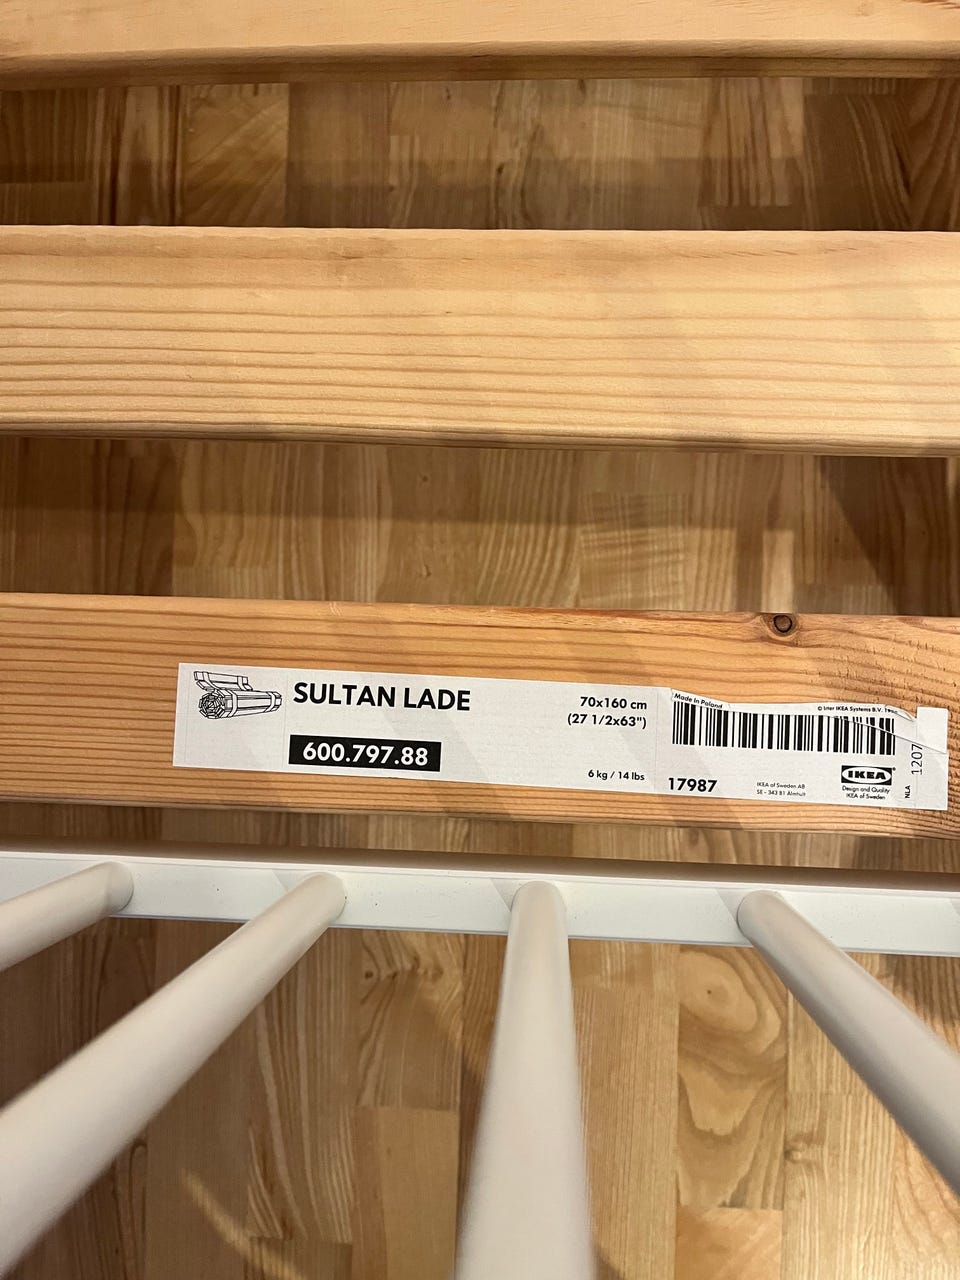 SULTAN LADE
600.797.88
70x160 cm
(27 1/2x63")
6 kg / 14 lbs
Made in Poland
© Inter IKEA Systems B.V.
17987
IKEA of Sweden AB
SE - 343 81 Älmhult
IKEA
Design and Quality
IKEA of Sweden
NLA
1207